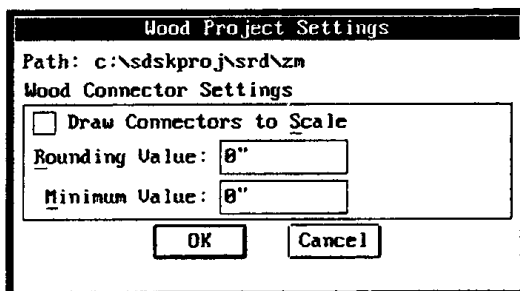 Wood Project Settings
Path: c:\sdskproj\srd\zm
Wood Connector Settings
Draw Connectors to Scale
Rounding Value: 0"
Minimum Value: 0"
OK Cancel